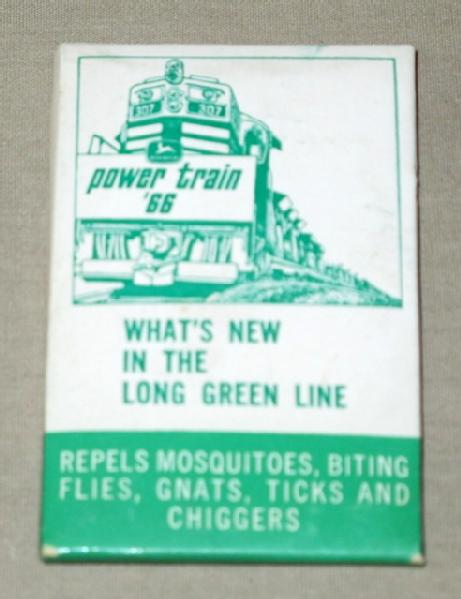 307 307
power train
'66
WHAT'S NEW
IN THE
LONG GREEN LINE
REPELS MOSQUITOES, BITING
FLIES, GNATS, TICKS AND
CHIGGERS